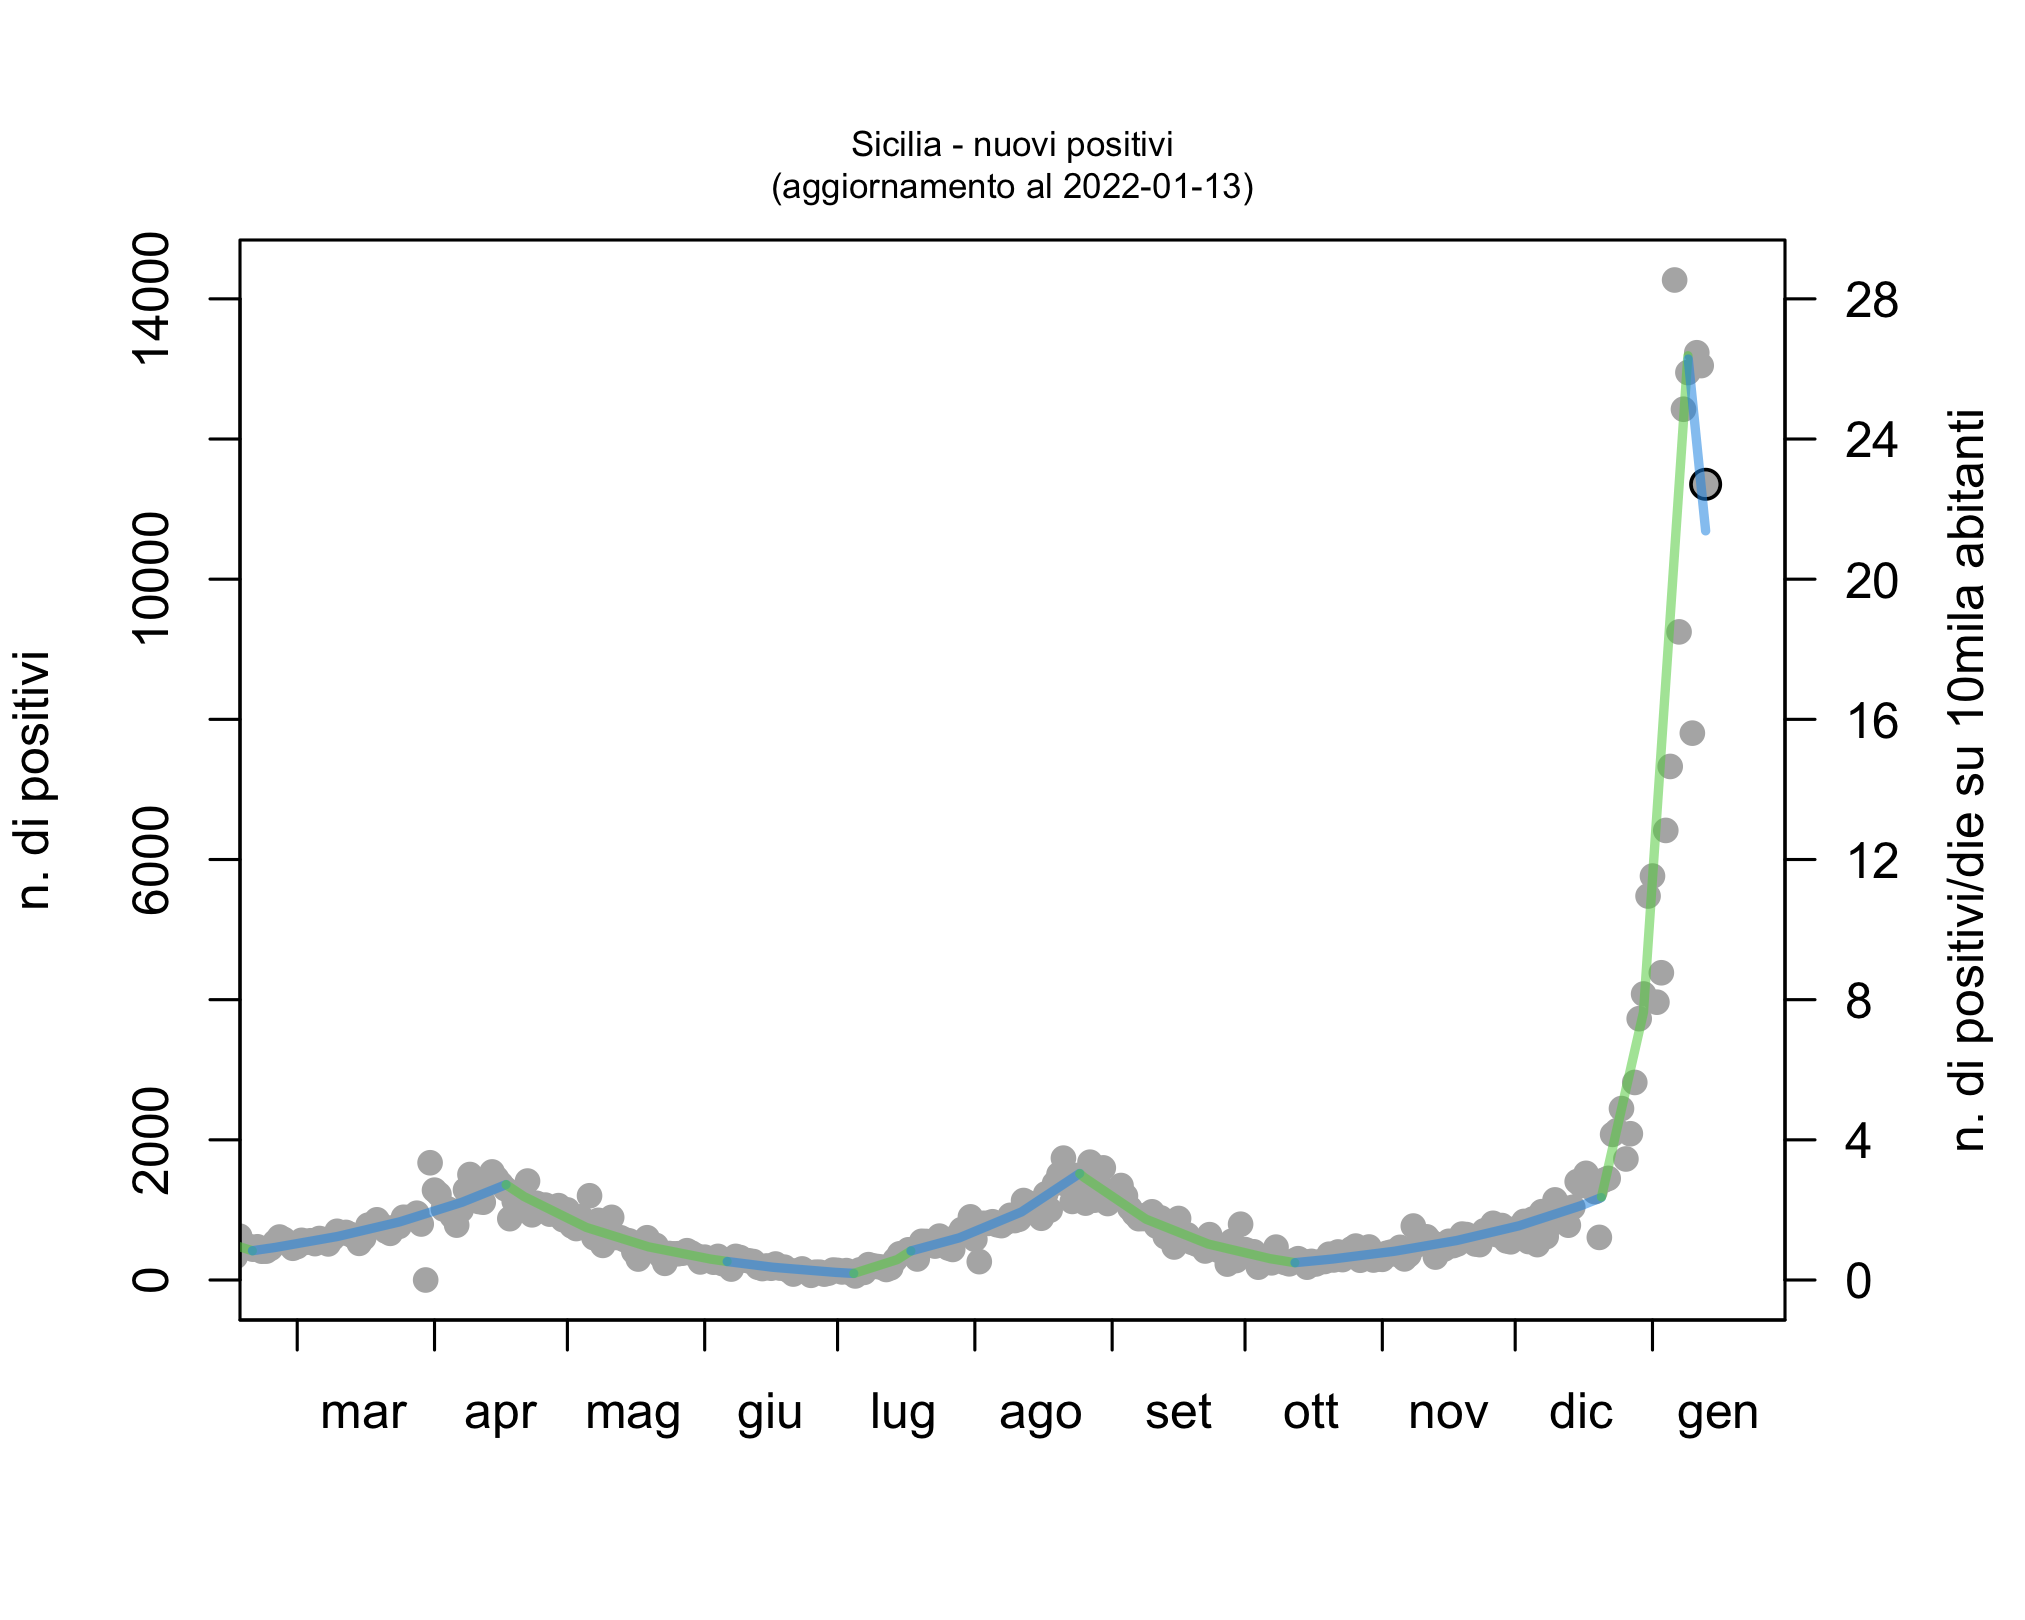 Sicilia - nuovi positivi
(aggiornamento al 2022-01-13)
n. di positivi
0
2000
6000
10000
14000
mar apr mag giu lug ago set ott nov dic gen
28
24
20
16
12
8
4
0
n. di positivi/die su 10mila abitanti